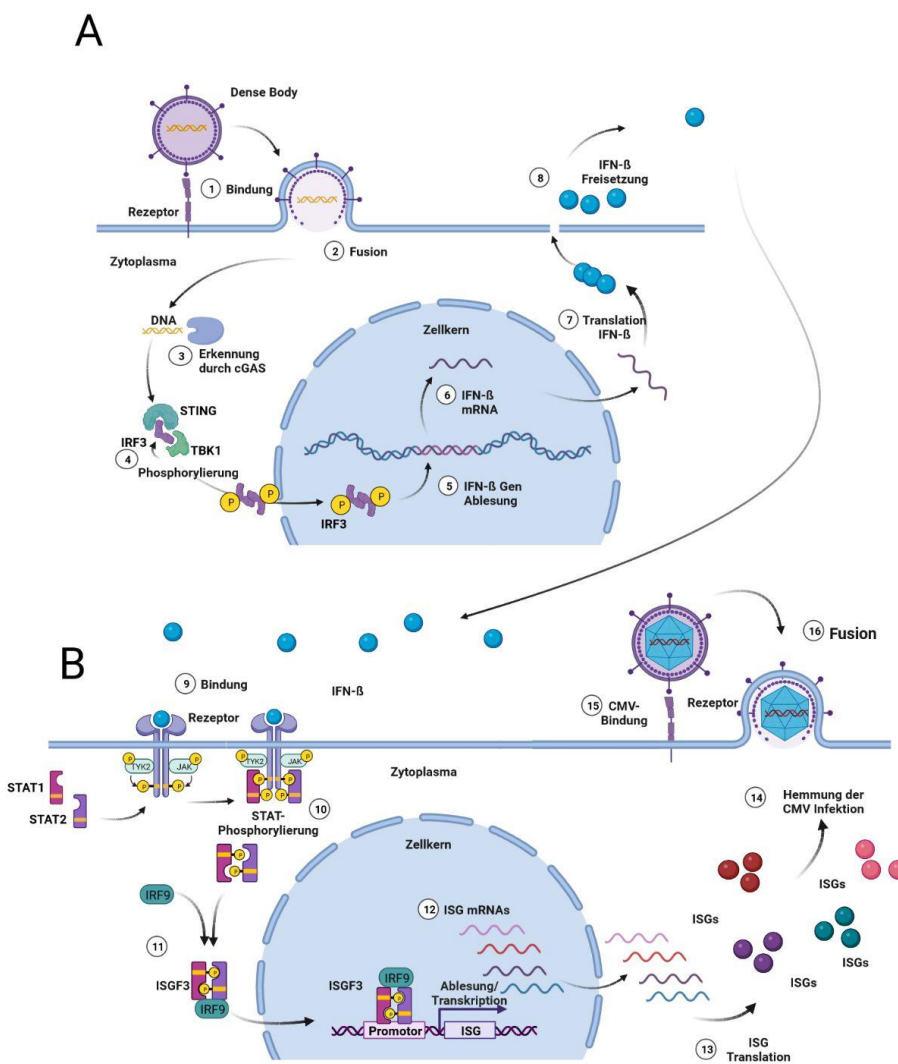 A
Dense Body
1 Bindung
Rezeptor
2 Fusion
8 IFN-ß
Freisetzung
Zytoplasma
DNA
3 Erkennung
durch cGAS
STING
IRF3
TBK1
4 Phosphorylierung
P P
P P
IRF3
Zellkern
5 IFN-ß Gen
Ablesung
6 IFN-ß
mRNA
7 Translation
IFN-ß
B
9 Bindung
IFN-ß
Rezeptor
P P
TYK2 JAK
P P
P P
TYK2 JAK
P P
P P
STAT1
STAT2
10
STAT-
Phosphorylierung
P
P
Zytoplasma
IRF9
11
ISGF3
P
P
IRF9
Zellkern
12 ISG mRNAs
ISGF3
IRF9
P
P
Ablesung/
Transkription
Promotor
ISG
13 ISG
Translation
ISGs
ISGs
ISGs
ISGs
14 Hemmung der
CMV Infektion
15 CMV-
Bindung
Rezeptor
16 Fusion